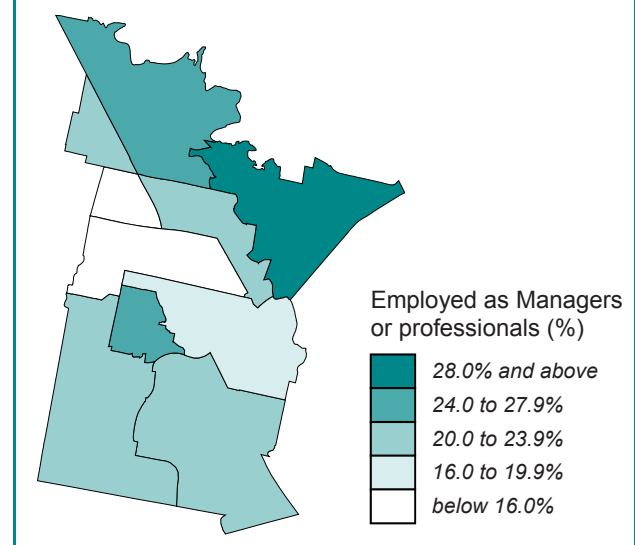 Employed as Managers
or professionals (%)
28.0% and above
24.0 to 27.9%
20.0 to 23.9%
16.0 to 19.9%
below 16.0%